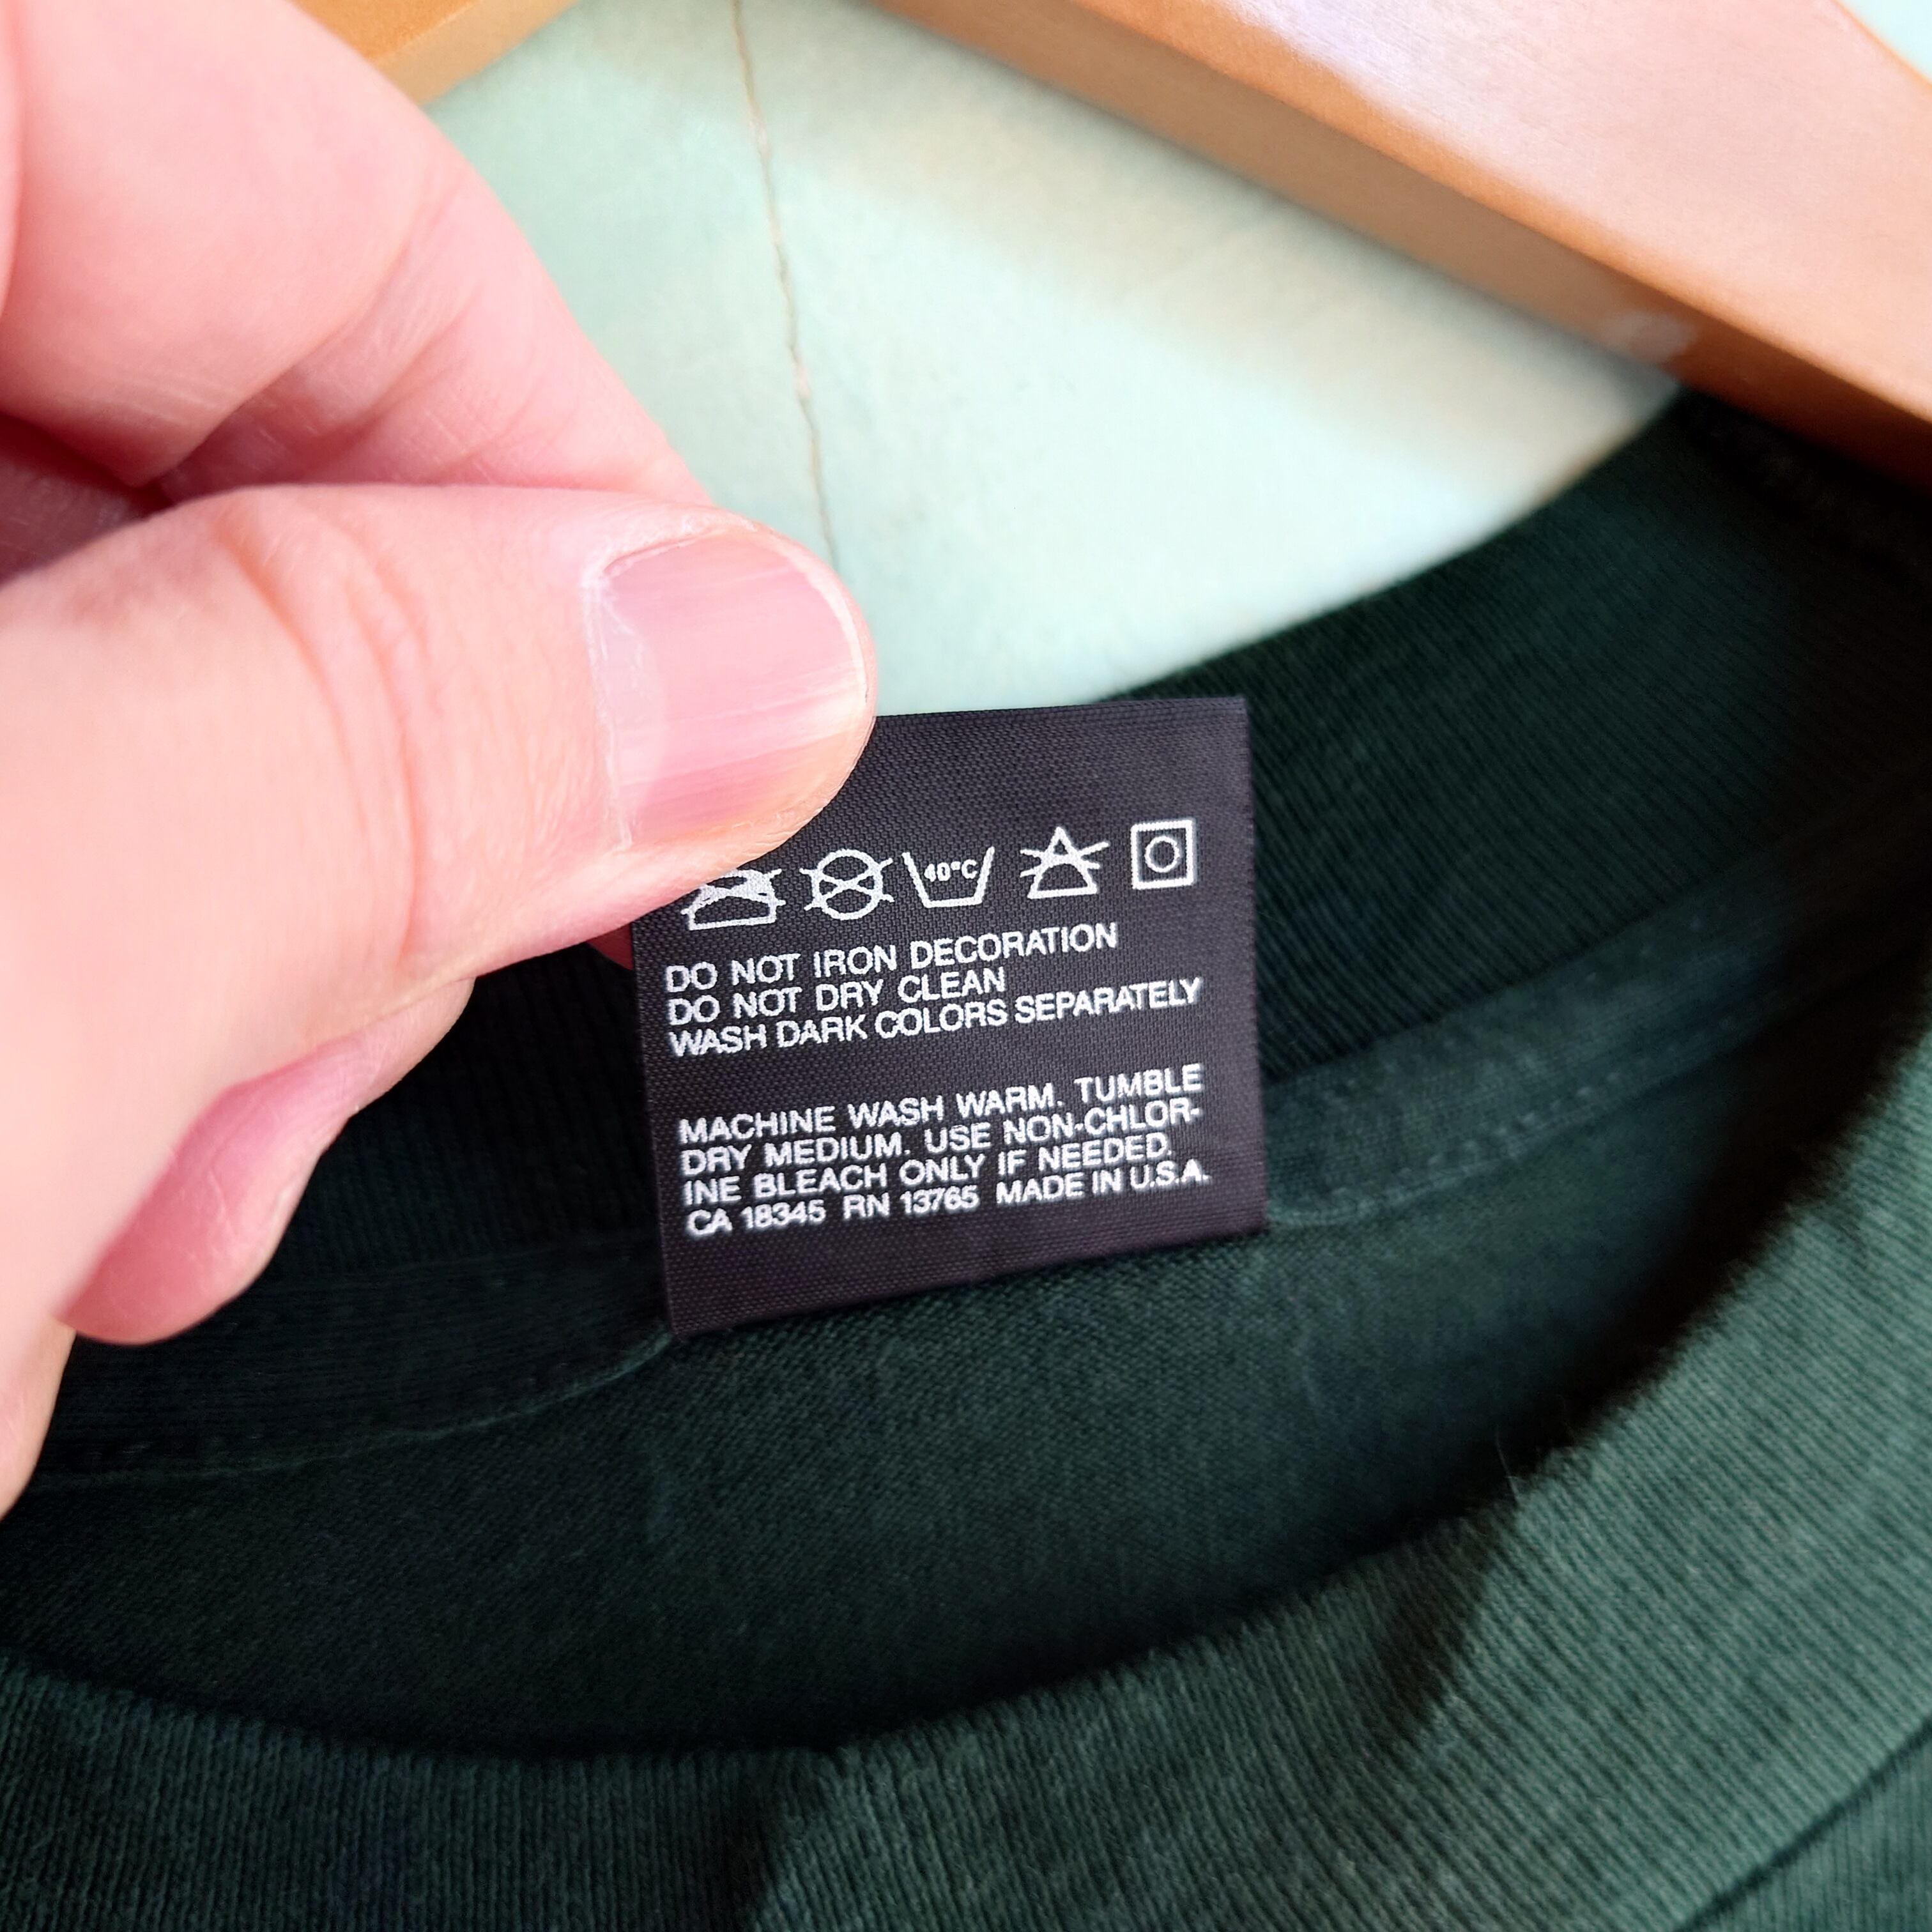 40°C
DO NOT IRON DECORATION
DO NOT DRY CLEAN
WASH DARK COLORS SEPARATELY
MACHINE WASH WARM. TUMBLE
DRY MEDIUM. USE NON-CHLOR-
INE BLEACH ONLY IF NEEDED.
CA 18345 RN 13765 MADE IN U.S.A.